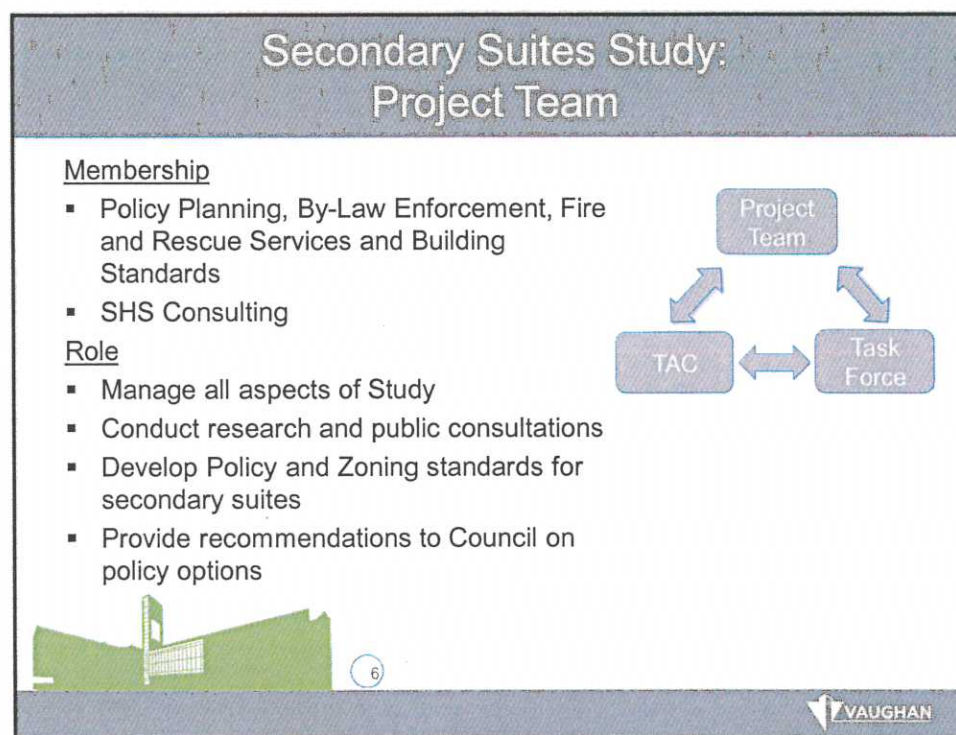 Secondary Suites Study:
Project Team
Membership
▪ Policy Planning, By-Law Enforcement, Fire
and Rescue Services and Building
Standards
▪ SHS Consulting
Role
▪ Manage all aspects of Study
▪ Conduct research and public consultations
▪ Develop Policy and Zoning standards for
secondary suites
▪ Provide recommendations to Council on
policy options
Project
Team
TAC
Task
Force
6
VAUGHAN